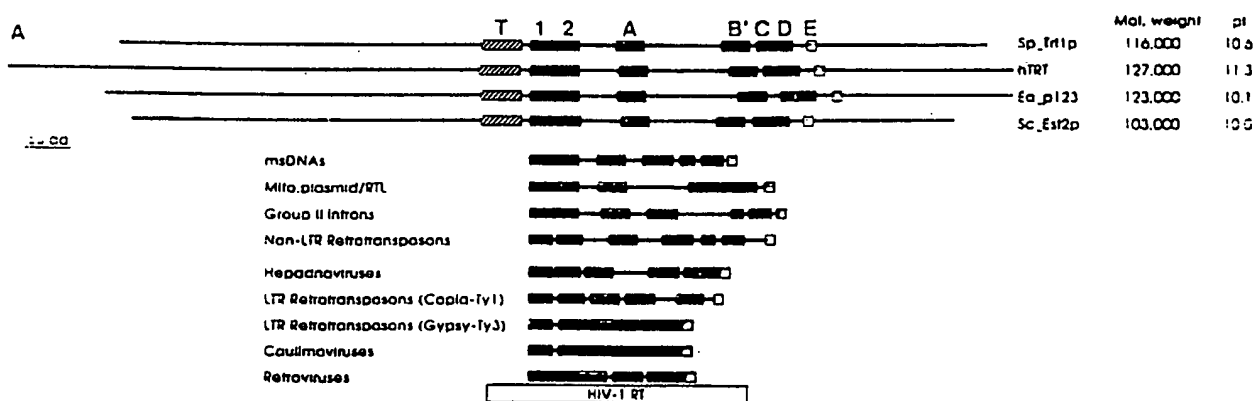 A T 1 2 A B' C D E Mol. weight pI
Sp_Trt1p 116,000
hTRT 127,000 11.3
Ea_p123 123,000 10.1
Sc_Est2p 103,000
msDNAs
Mito.plasmid/RTL
Group II Introns
Non-LTR Retrotransposons
Hepadnaviruses
LTR Retrotransposons (Copia-Ty1)
LTR Retrotransposons (Gypsy-Ty3)
Caulimoviruses
Retroviruses
HIV-1 RT